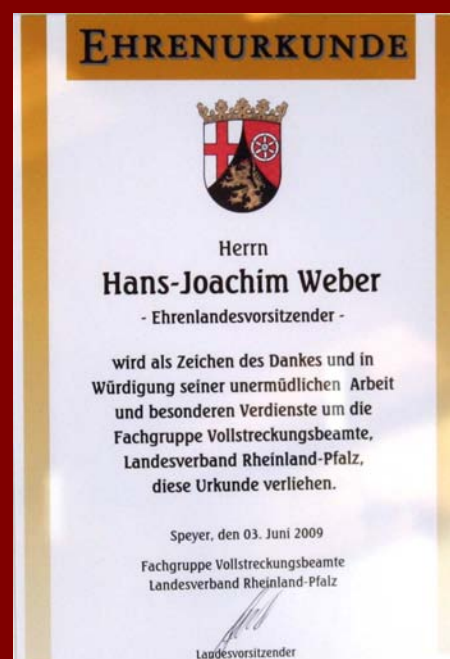 EHRENURKUNDE
Herrn
Hans-Joachim Weber
- Ehrenlandesvorsitzender -
wird als Zeichen des Dankes und in
Würdigung seiner unermüdlichen Arbeit
und besonderen Verdienste um die
Fachgruppe Vollstreckungsbeamte,
Landesverband Rheinland-Pfalz,
diese Urkunde verliehen.
Speyer, den 03. Juni 2009
Fachgruppe Vollstreckungsbeamte
Landesverband Rheinland-Pfalz
Landesvorsitzender